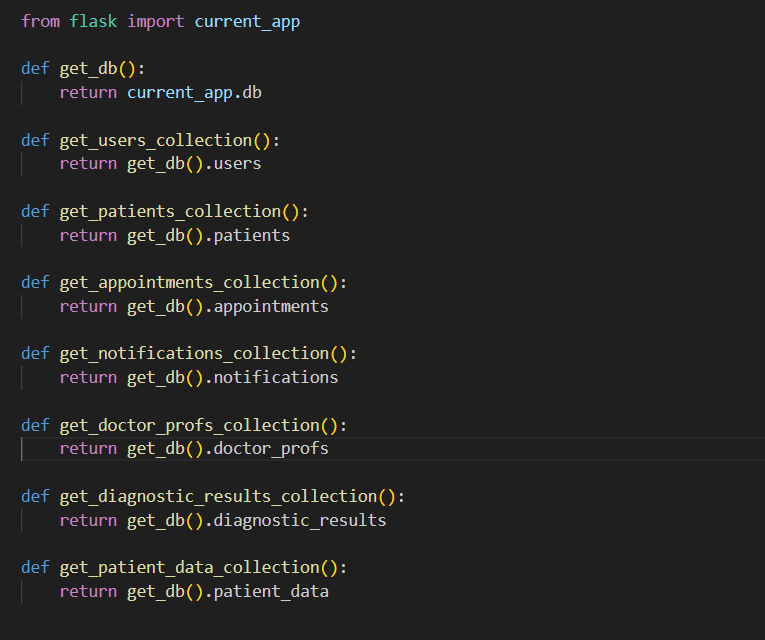 from flask import current_app
def get_db():
    return current_app.db
def get_users_collection():
    return get_db().users
def get_patients_collection():
    return get_db().patients
def get_appointments_collection():
    return get_db().appointments
def get_notifications_collection():
    return get_db().notifications
def get_doctor_profs_collection():
    return get_db().doctor_profs
def get_diagnostic_results_collection():
    return get_db().diagnostic_results
def get_patient_data_collection():
    return get_db().patient_data